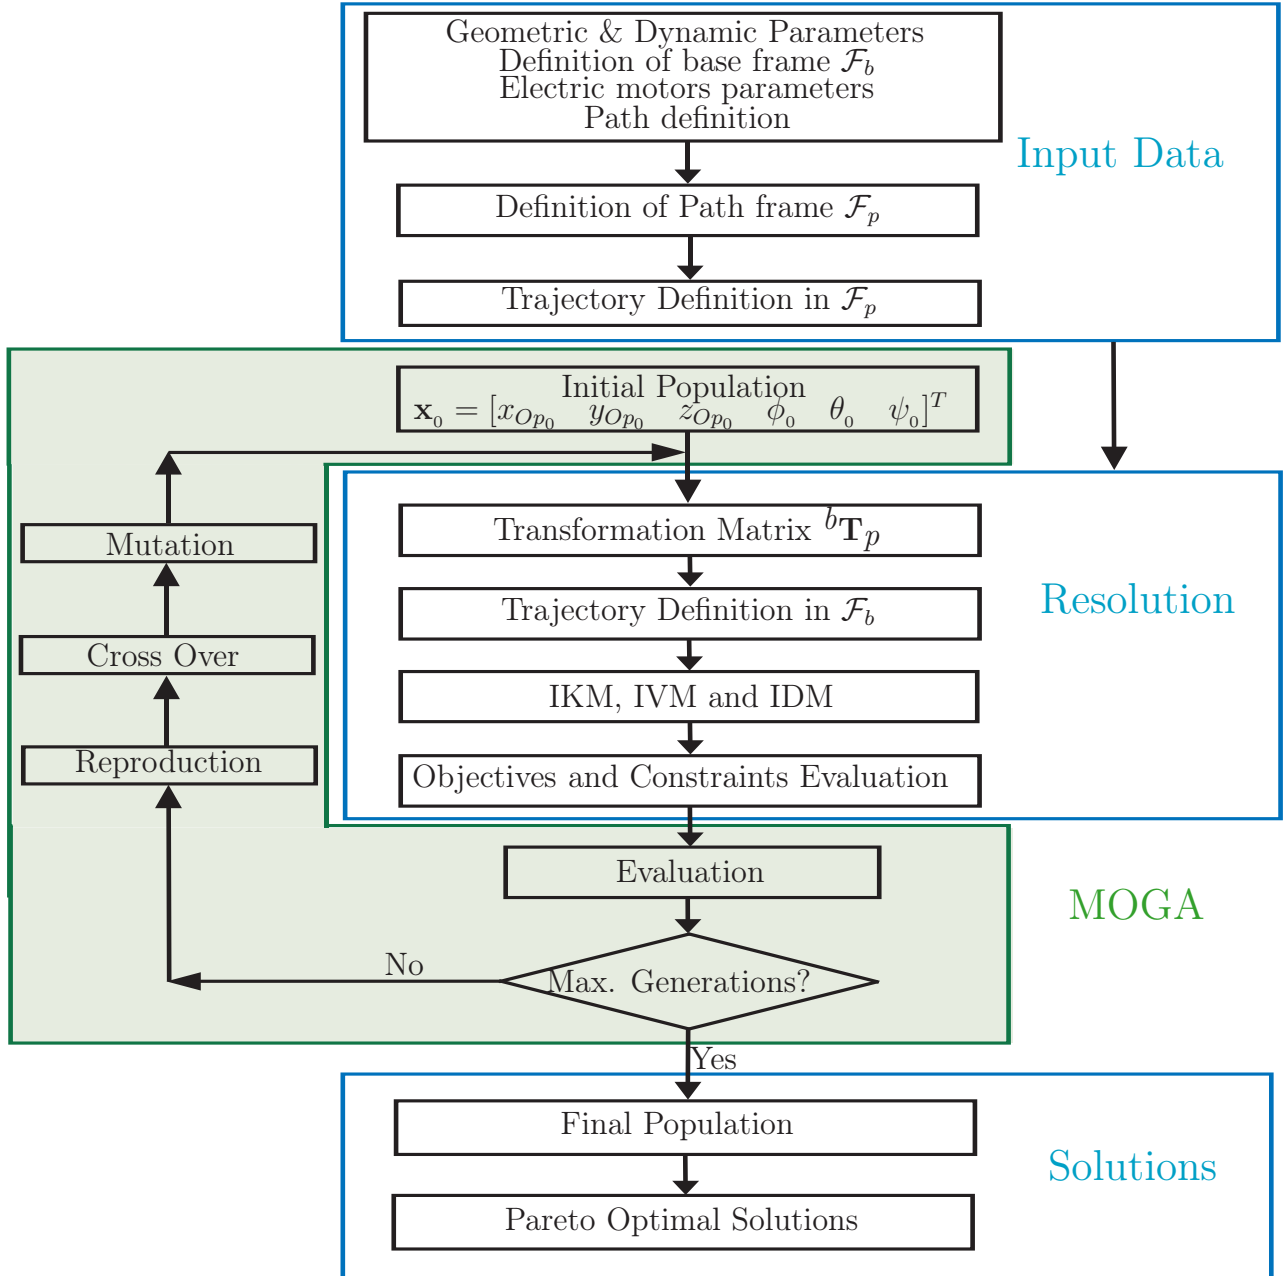 Geometric & Dynamic Parameters
Definition of base frame ℱ_b
Electric motors parameters
Path definition
Input Data
Definition of Path frame ℱ_p
Trajectory Definition in ℱ_p
Initial Population
𝐱₀ = [x_{Op₀} y_{Op₀} z_{Op₀} ϕ₀ θ₀ ψ₀]^T
Transformation Matrix ^b𝐓_p
Mutation
Trajectory Definition in ℱ_b
Resolution
Cross Over
IKM, IVM and IDM
Reproduction
Objectives and Constraints Evaluation
Evaluation
MOGA
No
Max. Generations?
Yes
Final Population
Solutions
Pareto Optimal Solutions